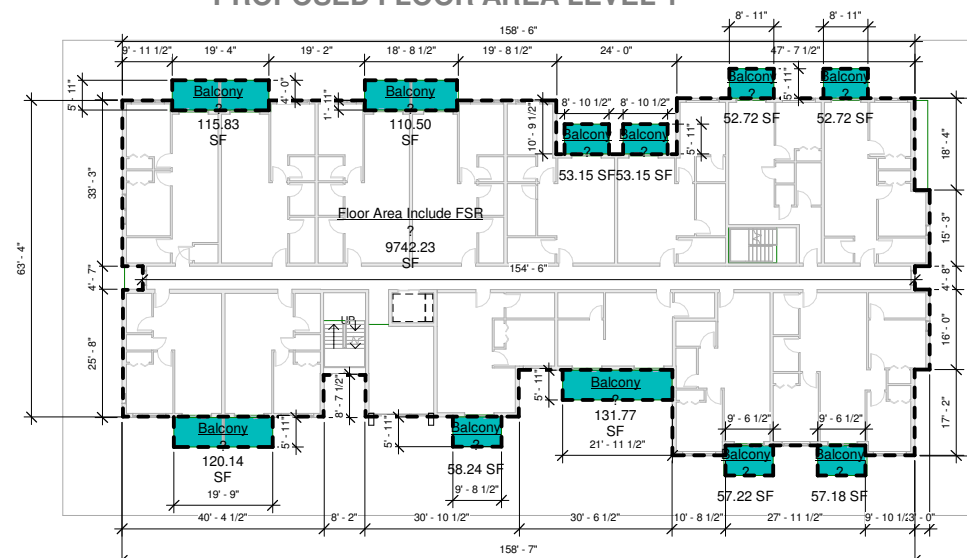 PROPOSED FLOOR AREA LEVEL 1
8' - 11" 8' - 11"
158' - 6"
9' - 11 1/2" 19' - 4" 19' - 2" 18' - 8 1/2" 19' - 8 1/2" 24' - 0" 47' - 7 1/2"
5' - 11" Balcony 4' - 0" 1' - 11" Balcony Balcony 5' - 11" Balcony
? ? ? ?
115.83 110.50 52.72 SF 52.72 SF
SF SF
8' - 10 1/2" 8' - 10 1/2"
10' - 9 1/2" Balcony Balcony 5' - 11"
? ?
53.15 SF 53.15 SF
18' - 4"
33' - 3"
Floor Area Include FSR
?
9742.23
SF
15' - 3"
63' - 4"
154' - 6"
4' - 7" 4' - 8"
UP
25' - 8" 16' - 0"
8' - 7 1/2" 5' - 11" Balcony
?
131.77
SF
21' - 11 1/2"
17' - 2"
9' - 6 1/2" 9' - 6 1/2"
Balcony 5' - 11" 5' - 11" Balcony
? ?
120.14 58.24 SF
SF
19' - 9" 9' - 8 1/2"
Balcony Balcony
? ?
57.22 SF 57.18 SF
40' - 4 1/2" 8' - 2" 30' - 10 1/2" 30' - 6 1/2" 10' - 8 1/2" 27' - 11 1/2" 9' - 10 1/2" 3' - 0"
158' - 7"